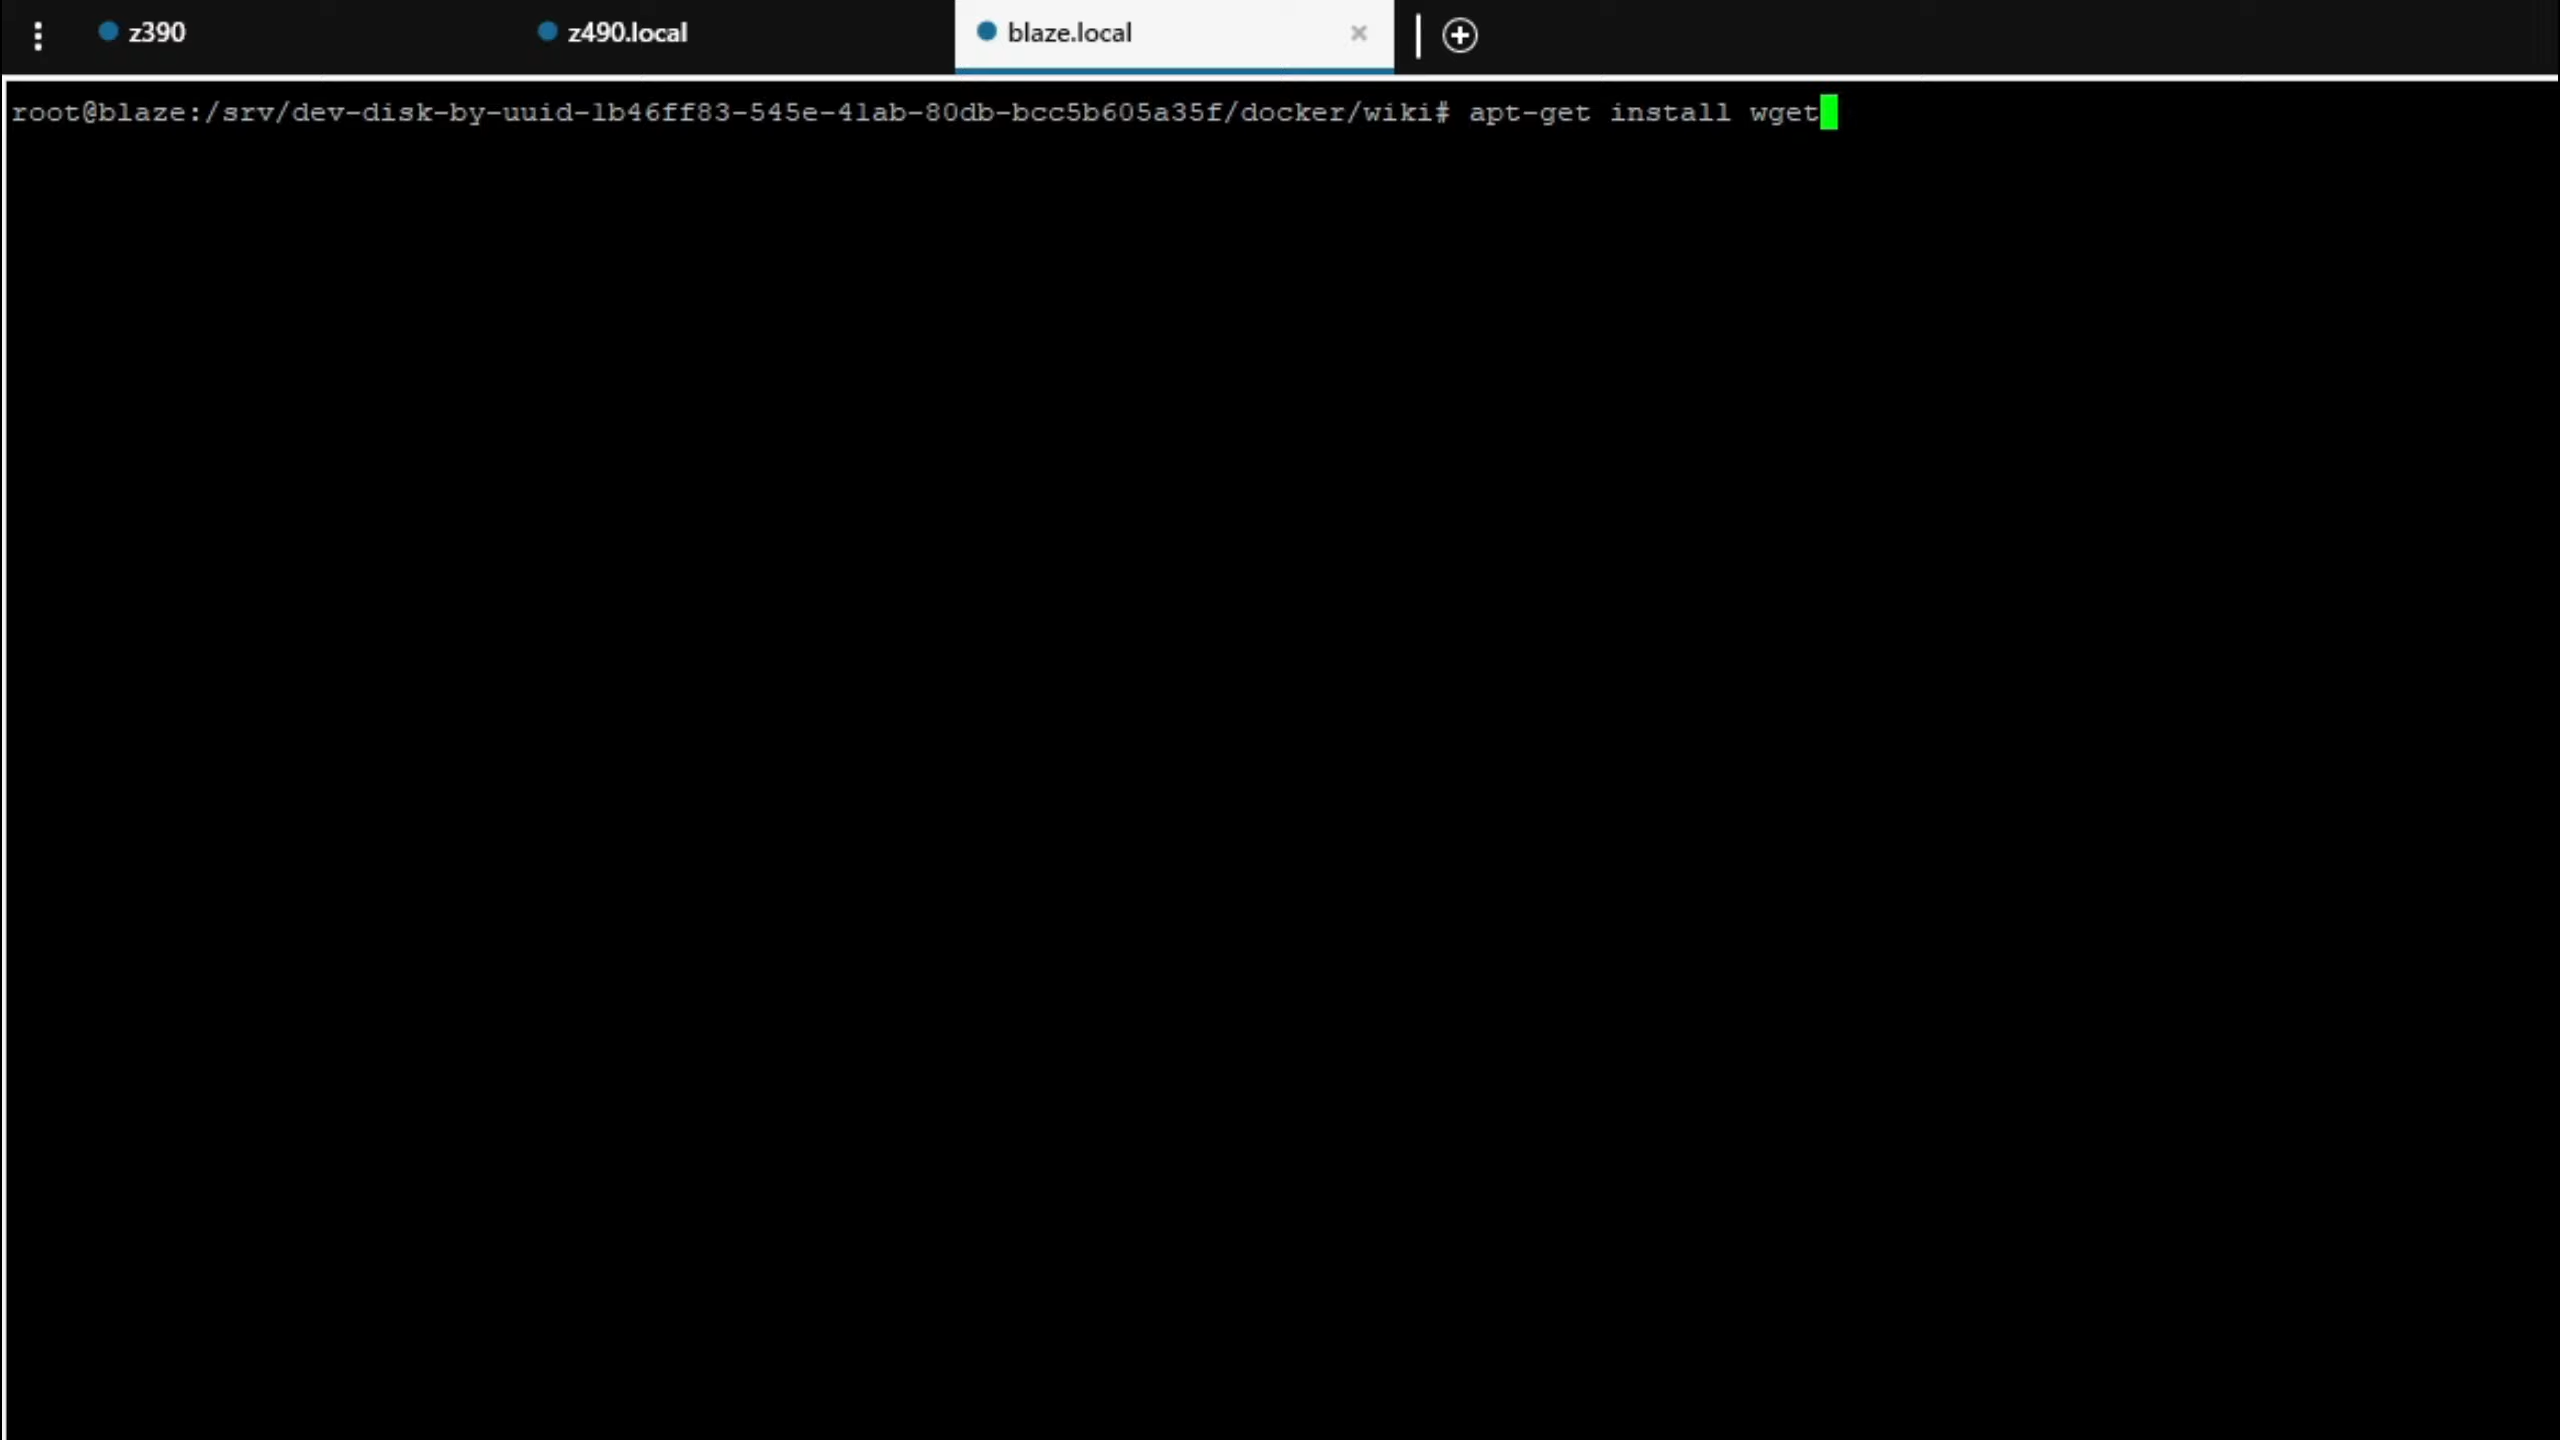 z390
z490.local
blaze.local
root@blaze:/srv/dev-disk-by-uuid-1b46ff83-545e-41ab-80db-bcc5b605a35f/docker/wiki# apt-get install wget